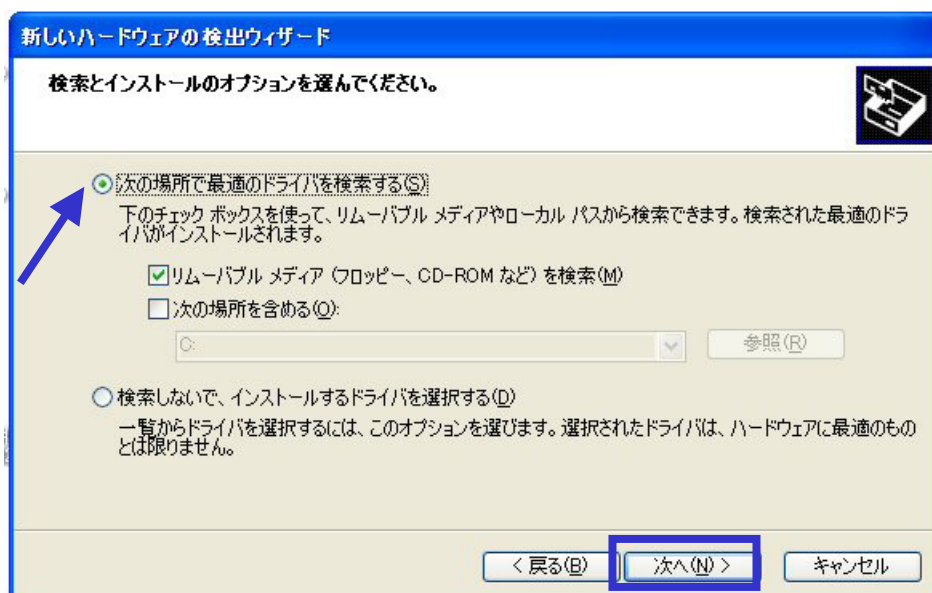 新しいハードウェアの検出ウィザード
検索とインストールのオプションを選んでください。
次の場所で最適のドライバを検索する(S)
下のチェック ボックスを使って、リムーバブル メディアやローカル パスから検索できます。検索された最適のドラ
イバがインストールされます。
リムーバブル メディア (フロッピー、CD-ROM など) を検索(M)
次の場所を含める(O):
C:
参照(R)
検索しないで、インストールするドライバを選択する(D)
一覧からドライバを選択するには、このオプションを選びます。選択されたドライバは、ハードウェアに最適のもの
とは限りません。
< 戻る(B) 次へ(N) > キャンセル